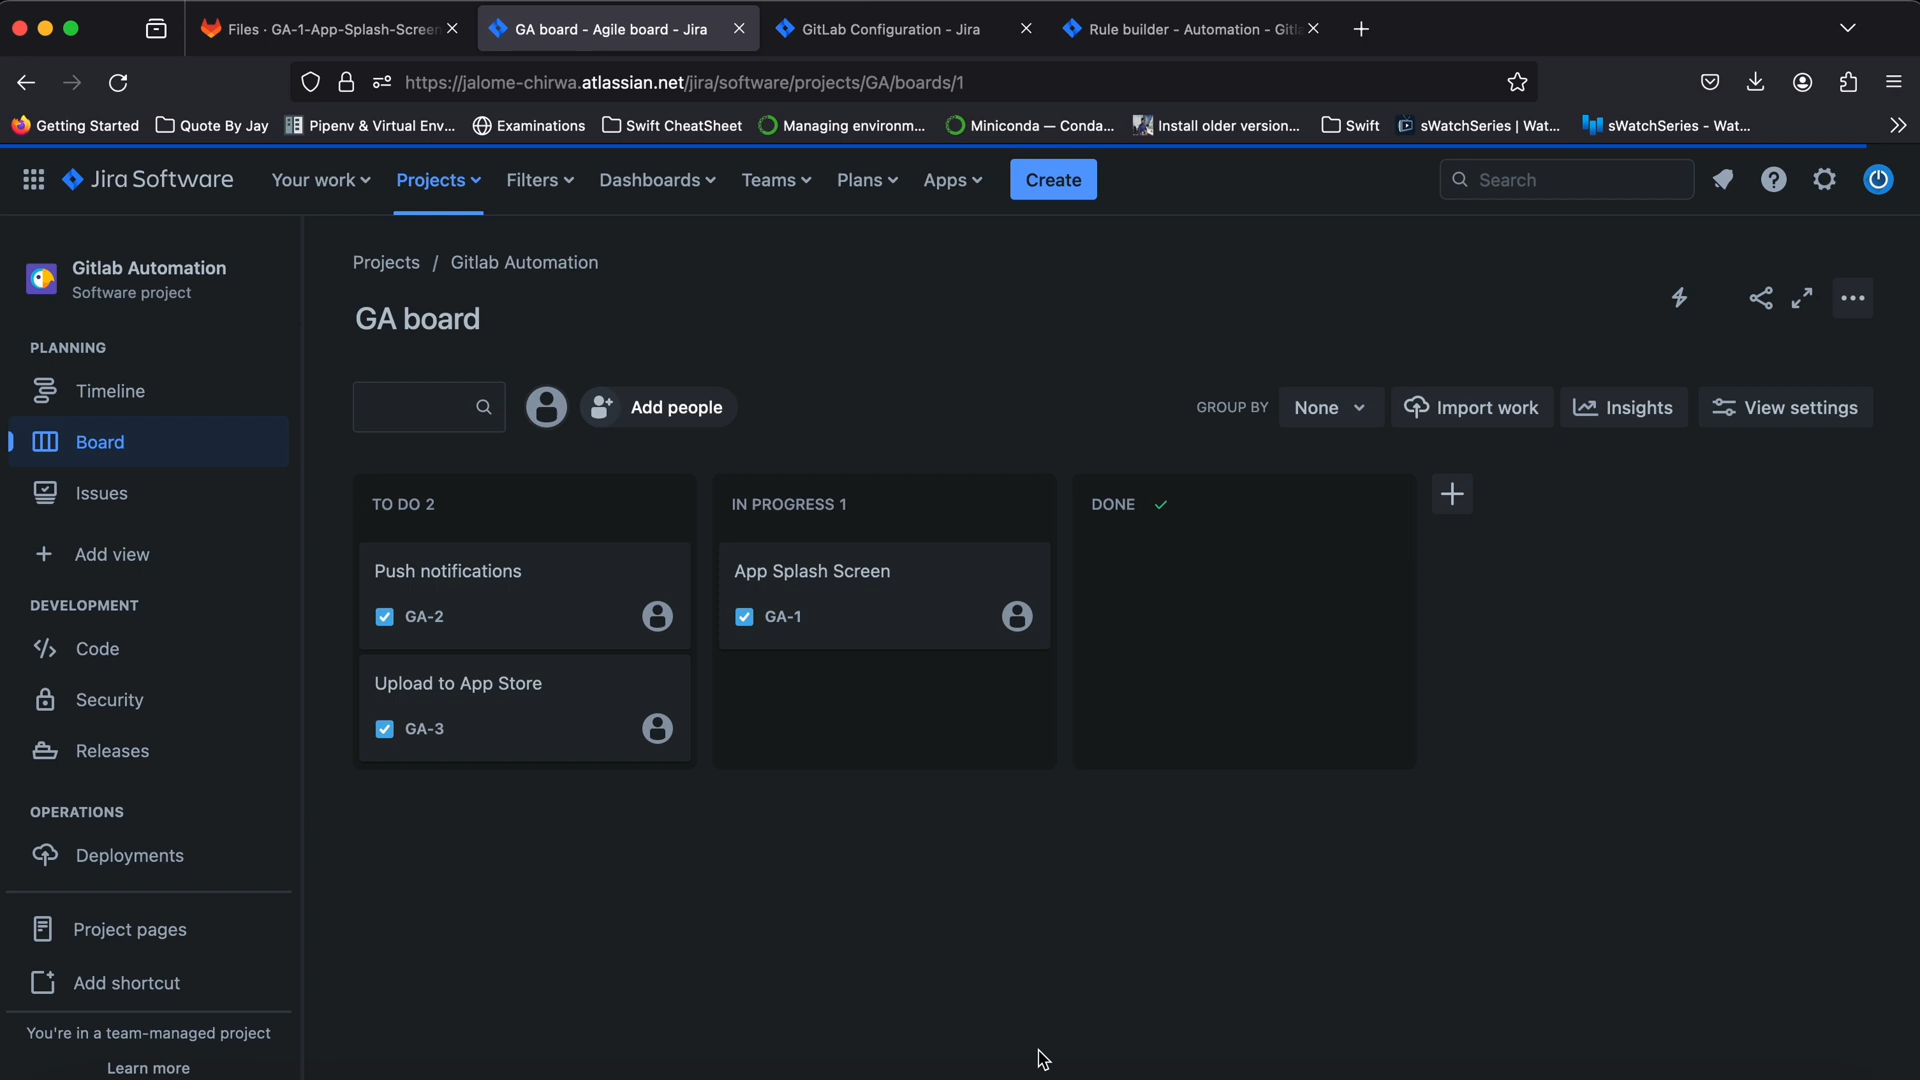 Files · GA-1-App-Splash-Screen
GA board - Agile board - Jira
GitLab Configuration - Jira
Rule builder - Automation - Gitla
https://jalome-chirwa.atlassian.net/jira/software/projects/GA/boards/1
Getting Started
Quote By Jay
Pipenv & Virtual Env...
Examinations
Swift CheatSheet
Managing environm...
Miniconda — Conda...
Install older version...
Swift
sWatchSeries | Wat...
sWatchSeries - Wat...
Jira Software
Your work
Projects
Filters
Dashboards
Teams
Plans
Apps
Create
Search
Gitlab Automation
Software project
PLANNING
Timeline
Board
Issues
Add view
DEVELOPMENT
Code
Security
Releases
OPERATIONS
Deployments
Project pages
Add shortcut
You're in a team-managed project
Learn more
Projects / Gitlab Automation
GA board
Add people
GROUP BY
None
Import work
Insights
View settings
TO DO 2
Push notifications
GA-2
Upload to App Store
GA-3
IN PROGRESS 1
App Splash Screen
GA-1
DONE